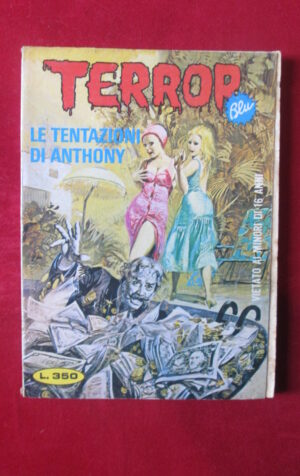 TERROR
Blu
LE TENTAZIONI
DI ANTHONY
VIETATO AI MINORI DI 16 ANNI
L. 350